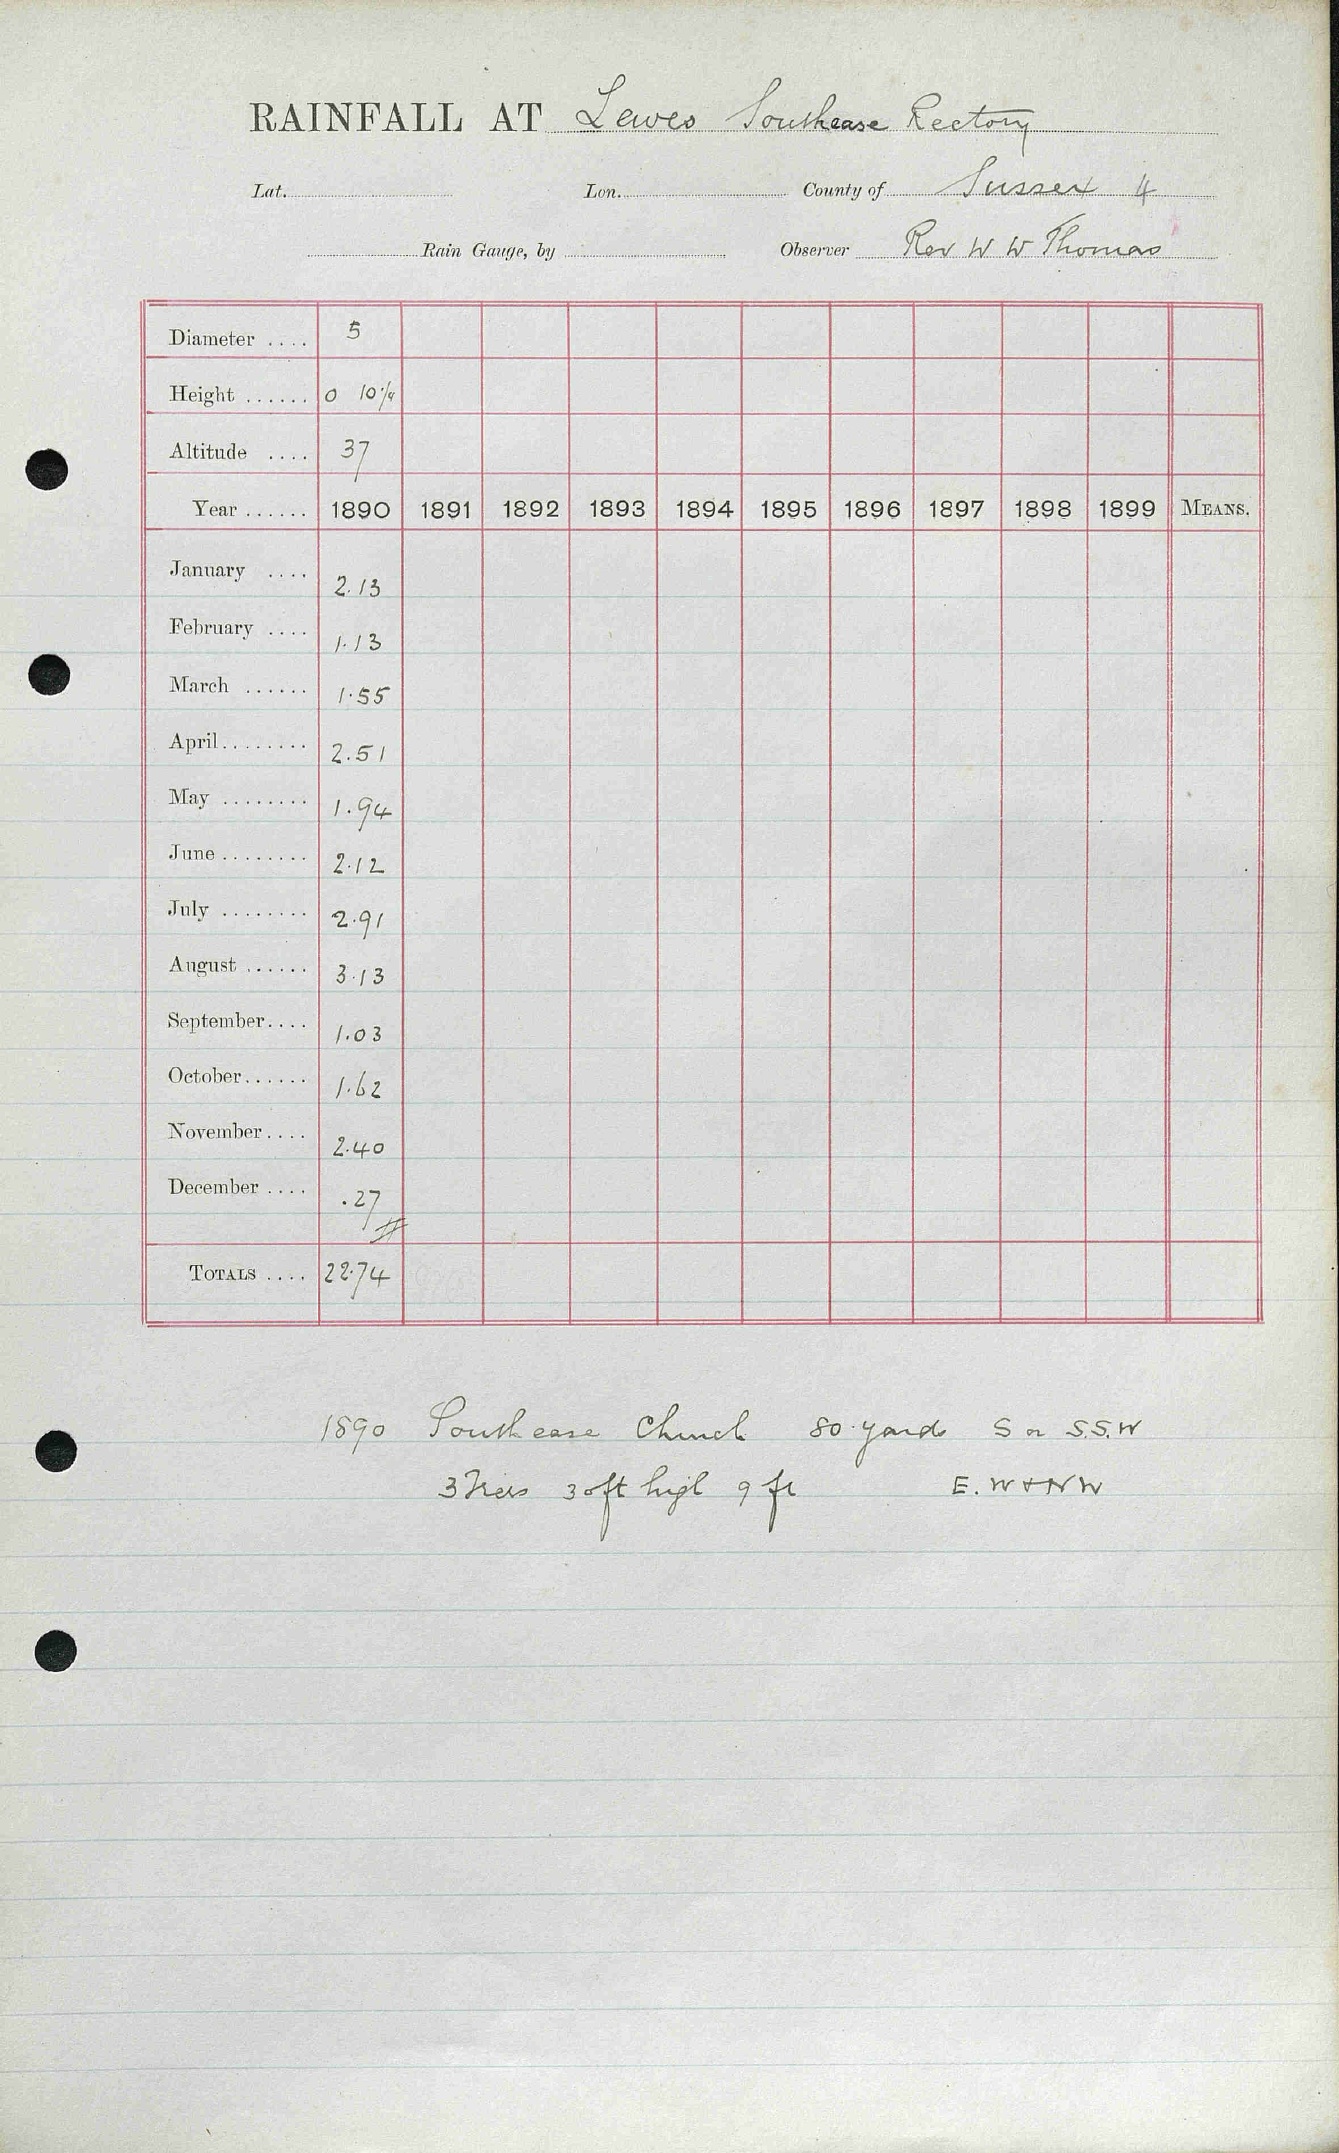 RAINFALL AT Lewes Southease Rectory
Lat. Lon. County of Sussex 4
Rain Gauge, by Observer Rev W W Thomas
Diameter .... 5
Height ...... 0 10 1/4
Altitude .... 37
Year ...... 1890 1891 1892 1893 1894 1895 1896 1897 1898 1899 MEANS.
January .... 2.13
February .... 1.13
March ...... 1.55
April........ 2.51
May ........ 1.94
June ........ 2.12
July ........ 2.91
August ...... 3.13
September.... 1.03
October...... 1.62
November.... 2.40
December .... .27
TOTALS .... 22.74
1890 Southease Church 80 yards S or S.S.W
3 Trees 30ft high 9 ft E. W + NW